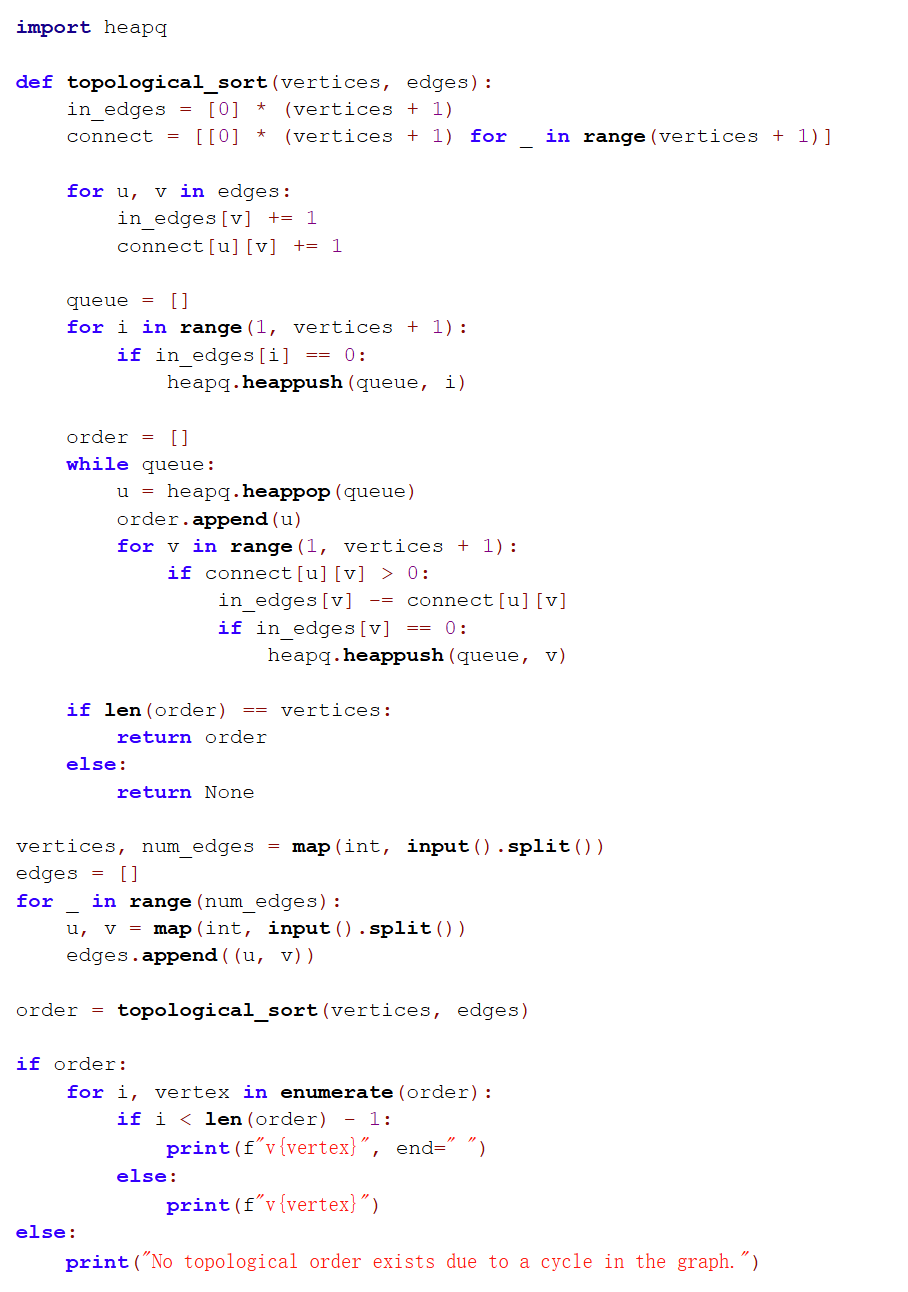 import heapq

def topological_sort(vertices, edges):
    in_edges = [0] * (vertices + 1)
    connect = [[0] * (vertices + 1) for _ in range(vertices + 1)]

    for u, v in edges:
        in_edges[v] += 1
        connect[u][v] += 1

    queue = []
    for i in range(1, vertices + 1):
        if in_edges[i] == 0:
            heapq.heappush(queue, i)

    order = []
    while queue:
        u = heapq.heappop(queue)
        order.append(u)
        for v in range(1, vertices + 1):
            if connect[u][v] > 0:
                in_edges[v] -= connect[u][v]
                if in_edges[v] == 0:
                    heapq.heappush(queue, v)

    if len(order) == vertices:
        return order
    else:
        return None

vertices, num_edges = map(int, input().split())
edges = []
for _ in range(num_edges):
    u, v = map(int, input().split())
    edges.append((u, v))

order = topological_sort(vertices, edges)

if order:
    for i, vertex in enumerate(order):
        if i < len(order) - 1:
            print(f"v{vertex}", end=" ")
        else:
            print(f"v{vertex}")
else:
    print("No topological order exists due to a cycle in the graph.")